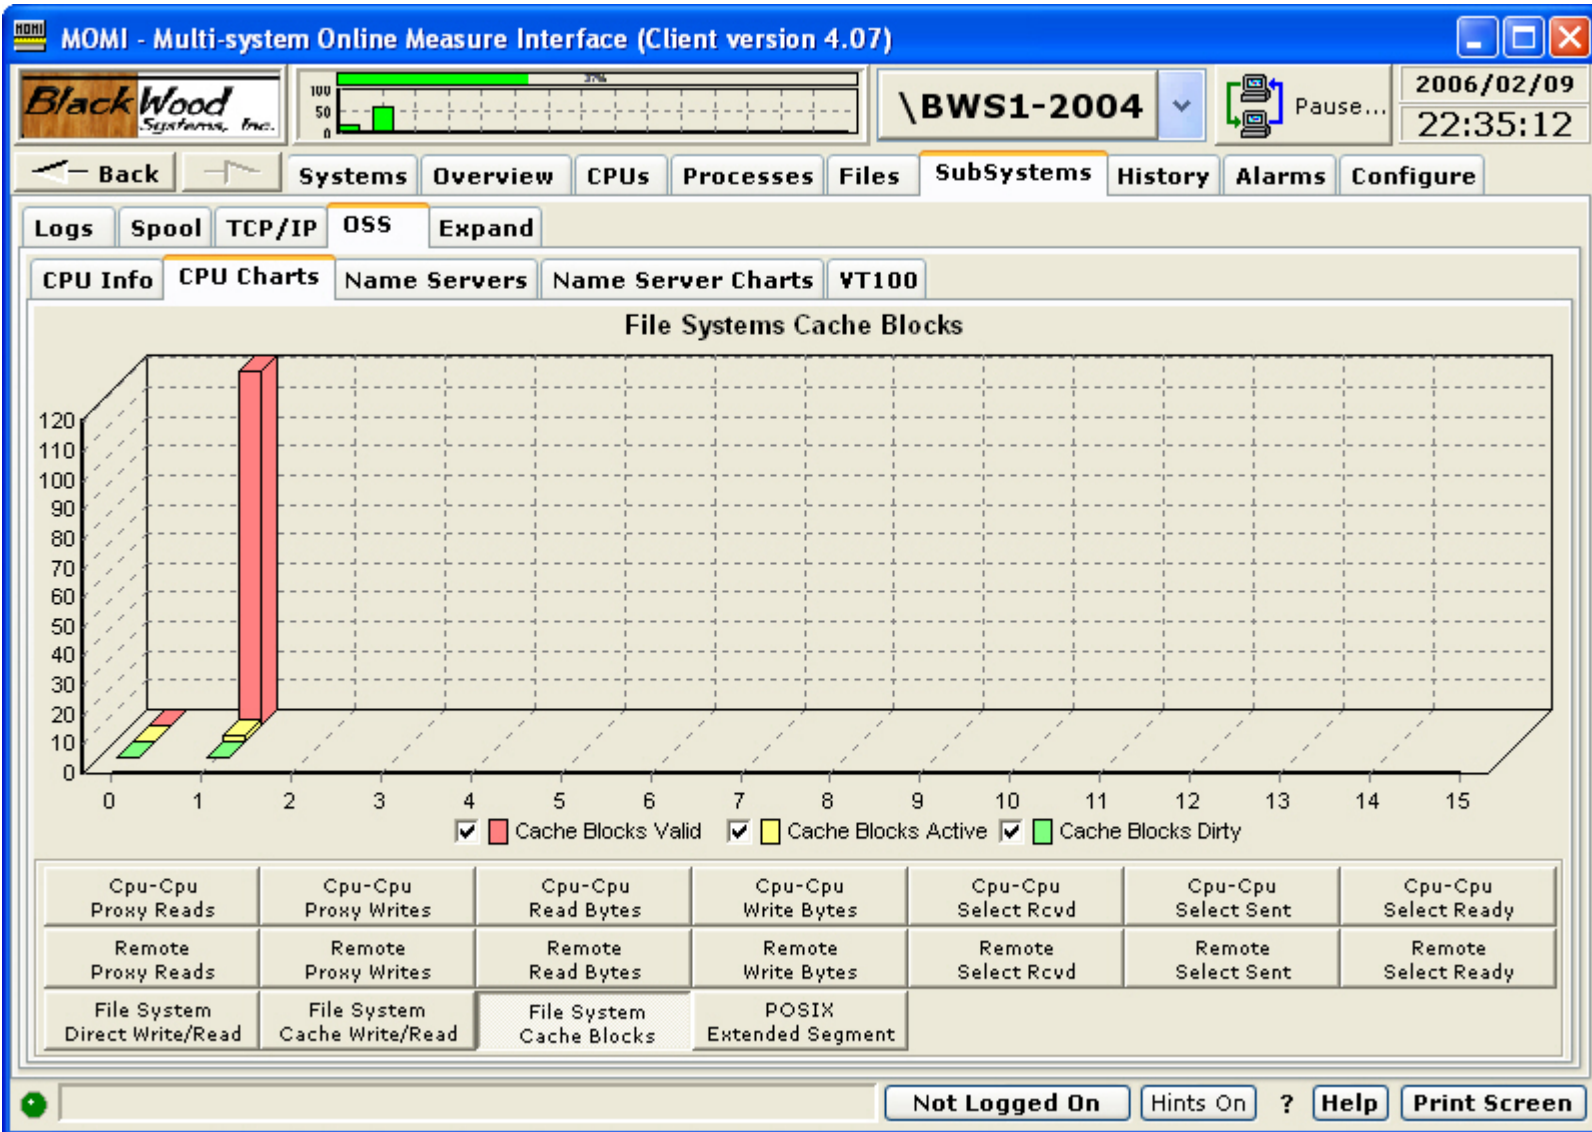 MOMI
MOMI - Multi-system Online Measure Interface (Client version 4.07)
BlackWood
Systems, Inc.
37%
100
50
0
\BWS1-2004
Pause...
2006/02/09
22:35:12
Back
Systems Overview CPUs Processes Files SubSystems History Alarms Configure
Logs Spool TCP/IP OSS Expand
CPU Info CPU Charts Name Servers Name Server Charts VT100
File Systems Cache Blocks
120
110
100
90
80
70
60
50
40
30
20
10
0
0 1 2 3 4 5 6 7 8 9 10 11 12 13 14 15
Cache Blocks Valid Cache Blocks Active Cache Blocks Dirty
Cpu-Cpu Cpu-Cpu Cpu-Cpu Cpu-Cpu Cpu-Cpu Cpu-Cpu Cpu-Cpu
Proxy Reads Proxy Writes Read Bytes Write Bytes Select Rcvd Select Sent Select Ready
Remote Remote Remote Remote Remote Remote Remote
Proxy Reads Proxy Writes Read Bytes Write Bytes Select Rcvd Select Sent Select Ready
File System File System File System POSIX
Direct Write/Read Cache Write/Read Cache Blocks Extended Segment
Not Logged On Hints On ? Help Print Screen